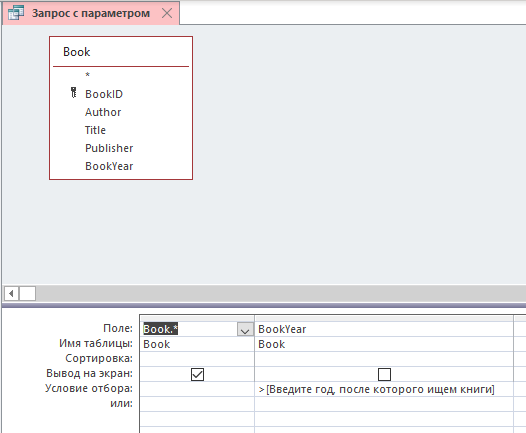 Запрос с параметром
Book
*
BookID
Author
Title
Publisher
BookYear
Поле: Book.* BookYear
Имя таблицы: Book Book
Сортировка:
Вывод на экран:
Условие отбора: >[Введите год, после которого ищем книги]
или: